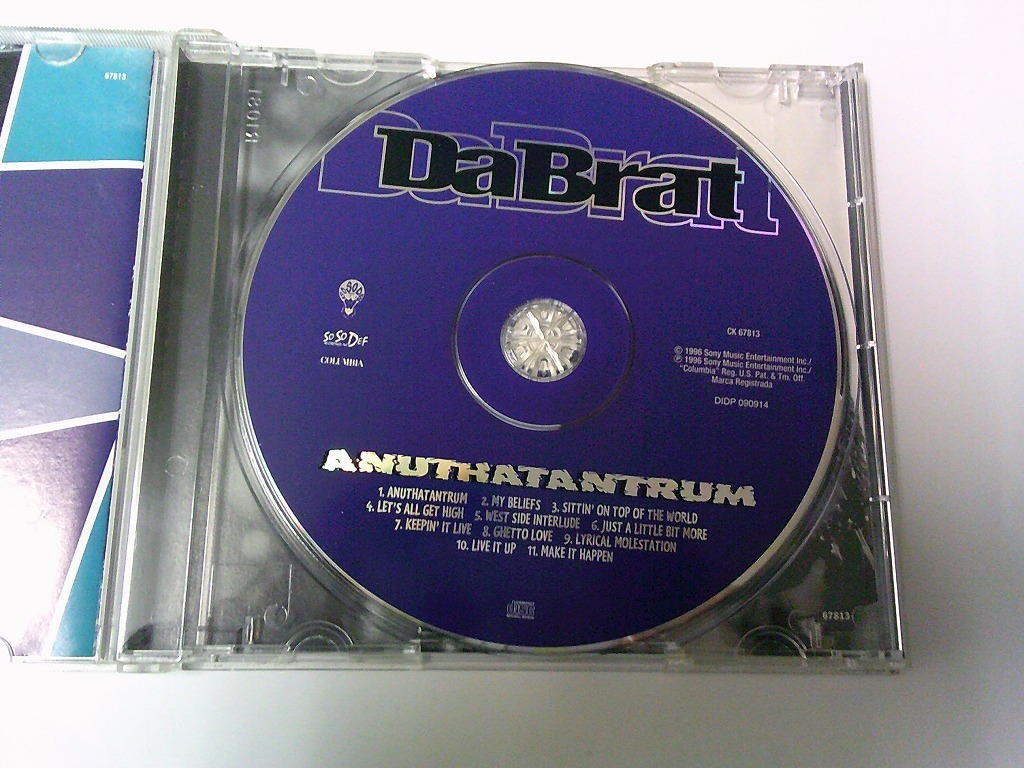 67813
R1081
DaBrat
So So Def
COLUMBIA
CK 67813
© 1996 Sony Music Entertainment Inc./
℗ 1996 Sony Music Entertainment Inc./
"Columbia" Reg. U.S. Pat. & Tm. Off.
Marca Registrada
DIDP 090914
ANUTHATANTRUM
1. ANUTHATANTRUM 2. MY BELIEFS 3. SITTIN' ON TOP OF THE WORLD
4. LET'S ALL GET HIGH 5. WEST SIDE INTERLUDE 6. JUST A LITTLE BIT MORE
7. KEEPIN' IT LIVE 8. GHETTO LOVE 9. LYRICAL MOLESTATION
10. LIVE IT UP 11. MAKE IT HAPPEN
67813